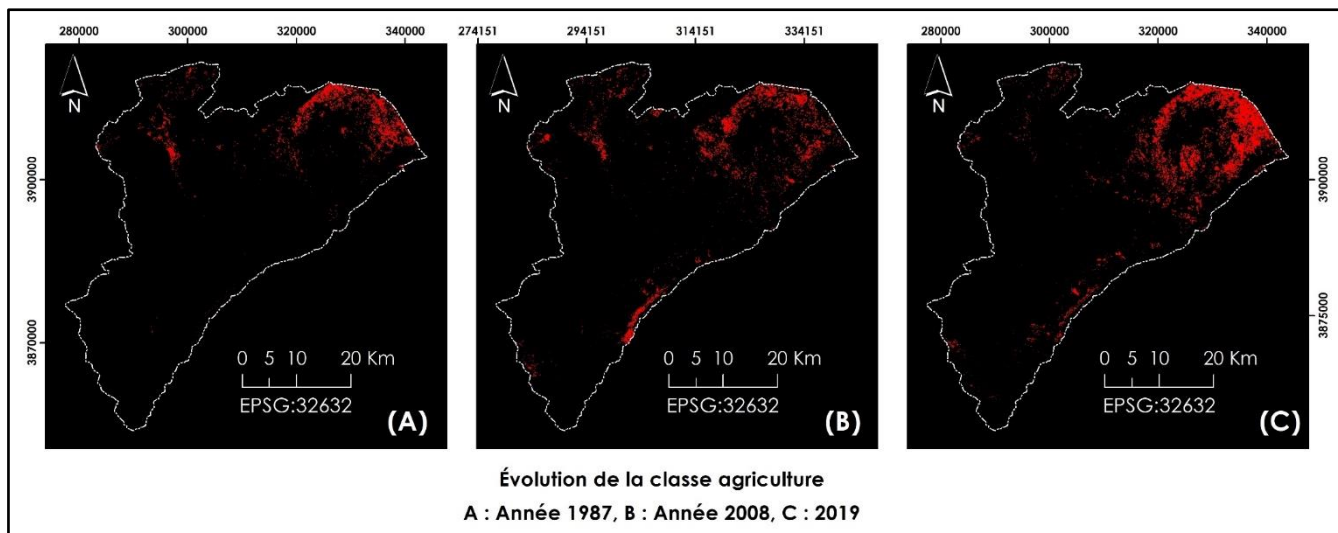 280000 300000 320000 340000
274151 294151 314151 334151
280000 300000 320000 340000
3900000
3870000
N
0 5 10 20 Km
EPSG:32632
(A)
N
0 5 10 20 Km
EPSG:32632
(B)
N
0 5 10 20 Km
EPSG:32632
(C)
3900000
3875000
Évolution de la classe agriculture
A : Année 1987, B : Année 2008, C : 2019